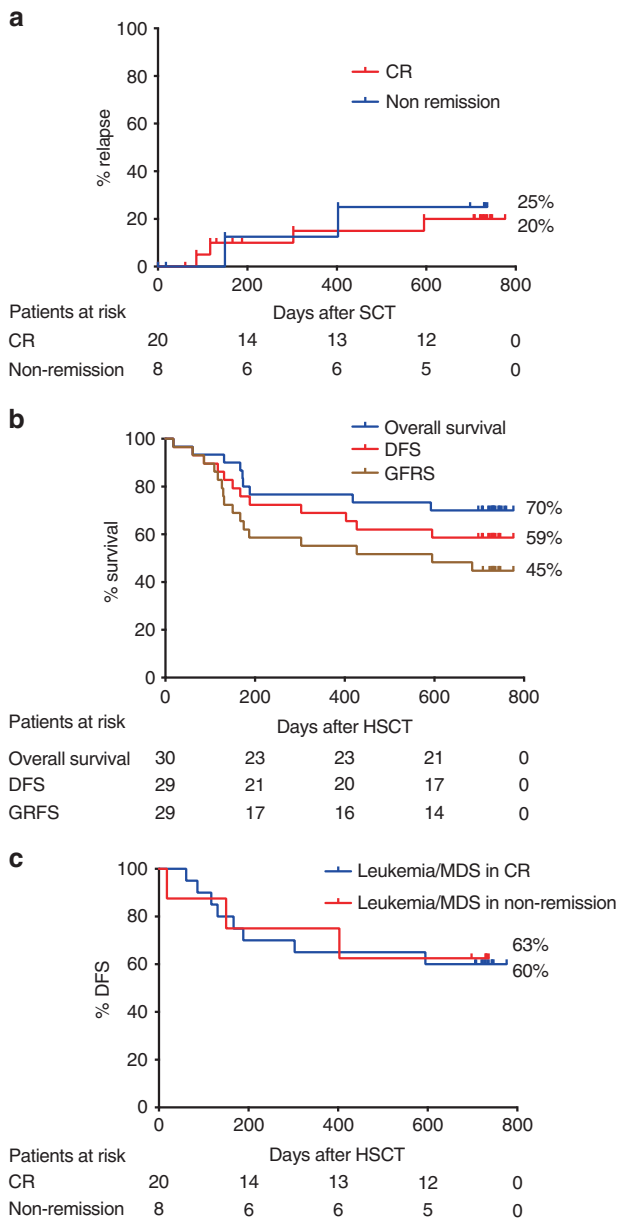 a
100
80
60
40
20
0
% relapse
CR
Non remission
25%
20%
0 200 400 600 800
Days after SCT
Patients at risk
CR 20 14 13 12 0
Non-remission 8 6 6 5 0
b
100
80
60
40
20
0
% survival
Overall survival
DFS
GFRS
70%
59%
45%
0 200 400 600 800
Days after HSCT
Patients at risk
Overall survival 30 23 23 21 0
DFS 29 21 20 17 0
GRFS 29 17 16 14 0
c
100
80
60
40
20
0
% DFS
Leukemia/MDS in CR
Leukemia/MDS in non-remission
63%
60%
0 200 400 600 800
Days after HSCT
Patients at risk
CR 20 14 13 12 0
Non-remission 8 6 6 5 0